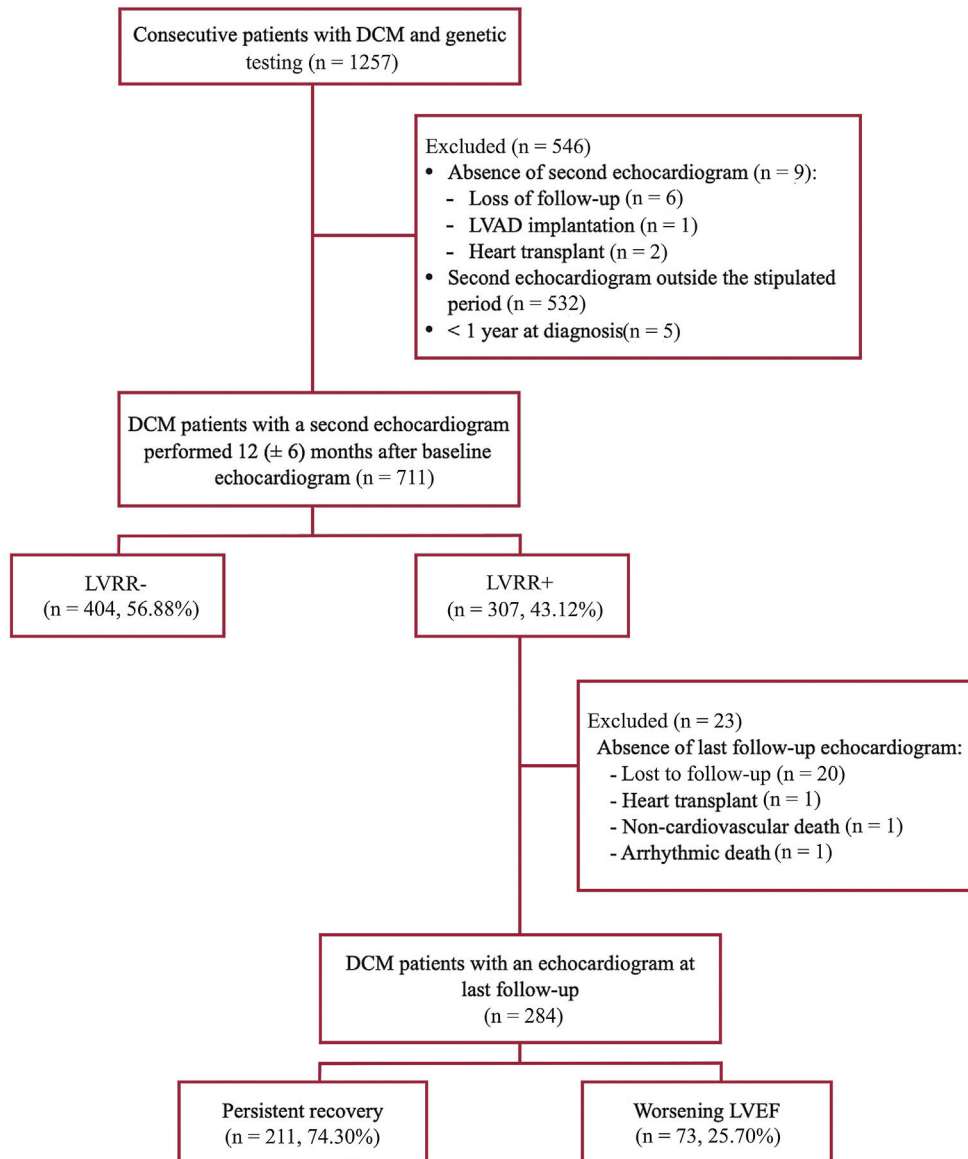 Consecutive patients with DCM and genetic
testing (n = 1257)
Excluded (n = 546)
• Absence of second echocardiogram (n = 9):
- Loss of follow-up (n = 6)
- LVAD implantation (n = 1)
- Heart transplant (n = 2)
• Second echocardiogram outside the stipulated
period (n = 532)
• < 1 year at diagnosis(n = 5)
DCM patients with a second echocardiogram
performed 12 (± 6) months after baseline
echocardiogram (n = 711)
LVRR-
(n = 404, 56.88%)
LVRR+
(n = 307, 43.12%)
Excluded (n = 23)
Absence of last follow-up echocardiogram:
- Lost to follow-up (n = 20)
- Heart transplant (n = 1)
- Non-cardiovascular death (n = 1)
- Arrhythmic death (n = 1)
DCM patients with an echocardiogram at
last follow-up
(n = 284)
Persistent recovery
(n = 211, 74.30%)
Worsening LVEF
(n = 73, 25.70%)